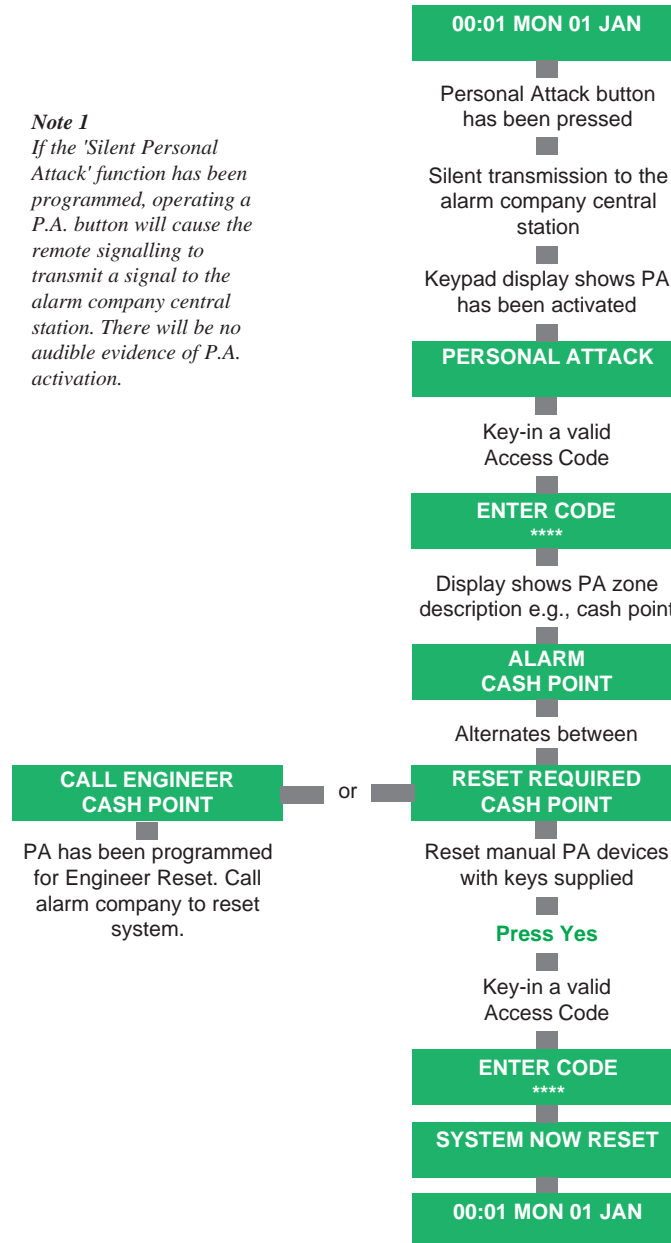 00:01 MON 01 JAN
Personal Attack button
has been pressed
Note 1
If the 'Silent Personal
Attack' function has been
programmed, operating a
P.A. button will cause the
remote signalling to
transmit a signal to the
alarm company central
station. There will be no
audible evidence of P.A.
activation.
Silent transmission to the
alarm company central
station
Keypad display shows PA
has been activated
PERSONAL ATTACK
Key-in a valid
Access Code
ENTER CODE
****
Display shows PA zone
description e.g., cash point
ALARM
CASH POINT
Alternates between
CALL ENGINEER
CASH POINT
or
RESET REQUIRED
CASH POINT
PA has been programmed
for Engineer Reset. Call
alarm company to reset
system.
Reset manual PA devices
with keys supplied
Press Yes
Key-in a valid
Access Code
ENTER CODE
****
SYSTEM NOW RESET
00:01 MON 01 JAN